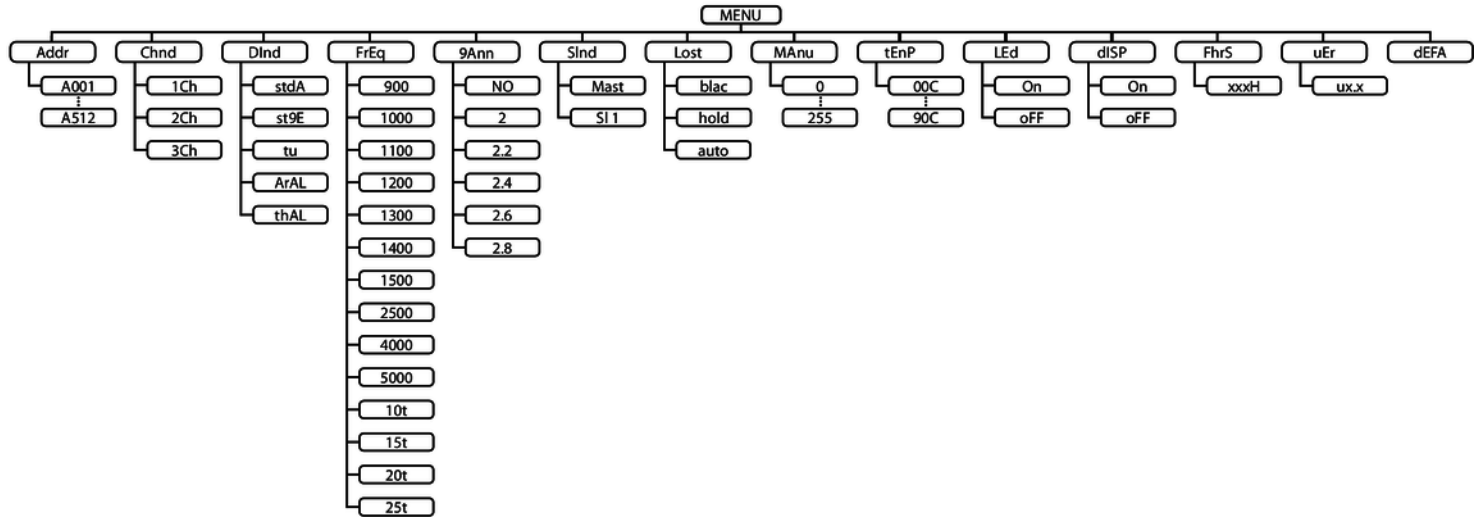 MENU
Addr Chnd DInd FrEq 9Ann SInd Lost MAnu tEnP LEd dISP FhrS uEr dEFA
A001 1Ch stdA 900 NO Mast blac 0 00C On On xxxH ux.x
A512 2Ch st9E 1000 2 Sl 1 hold 255 90C oFF oFF
3Ch tu 1100 2.2 auto
ArAL 1200 2.4
thAL 1300 2.6
1400 2.8
1500
2500
4000
5000
10t
15t
20t
25t